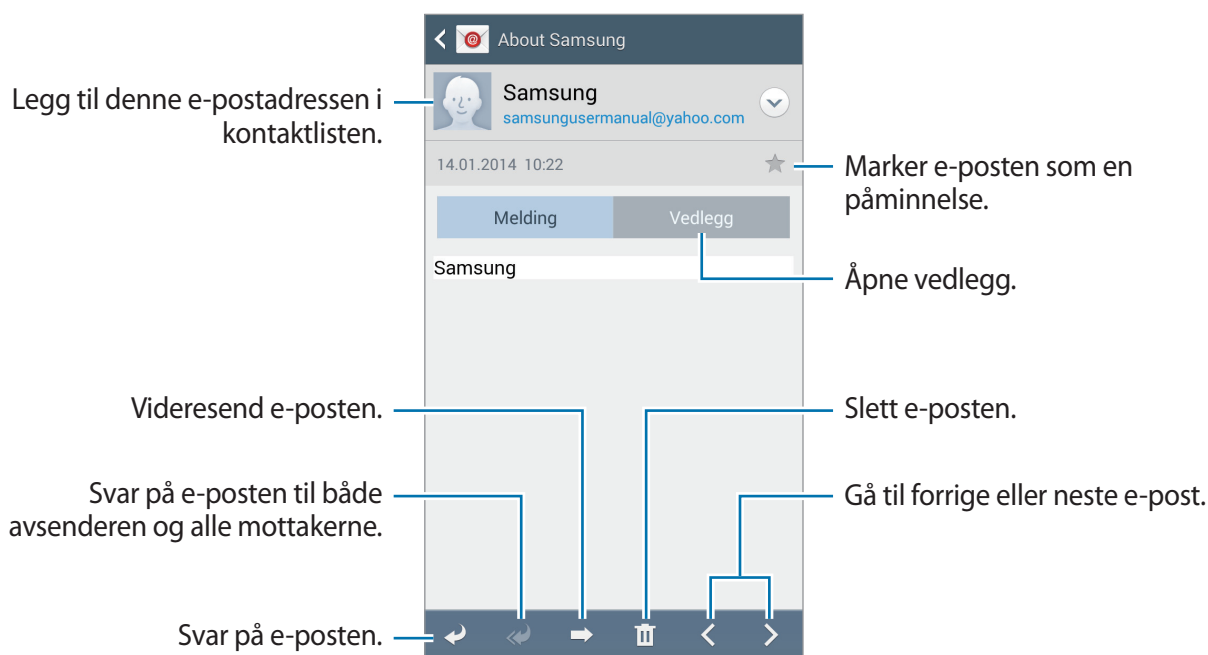 About Samsung
Legg til denne e-postadressen i
kontaktlisten.
Samsung
samsungusermanual@yahoo.com
14.01.2014 10:22
Marker e-posten som en
påminnelse.
Melding
Vedlegg
Samsung
Åpne vedlegg.
Videresend e-posten.
Slett e-posten.
Svar på e-posten til både
avsenderen og alle mottakerne.
Gå til forrige eller neste e-post.
Svar på e-posten.